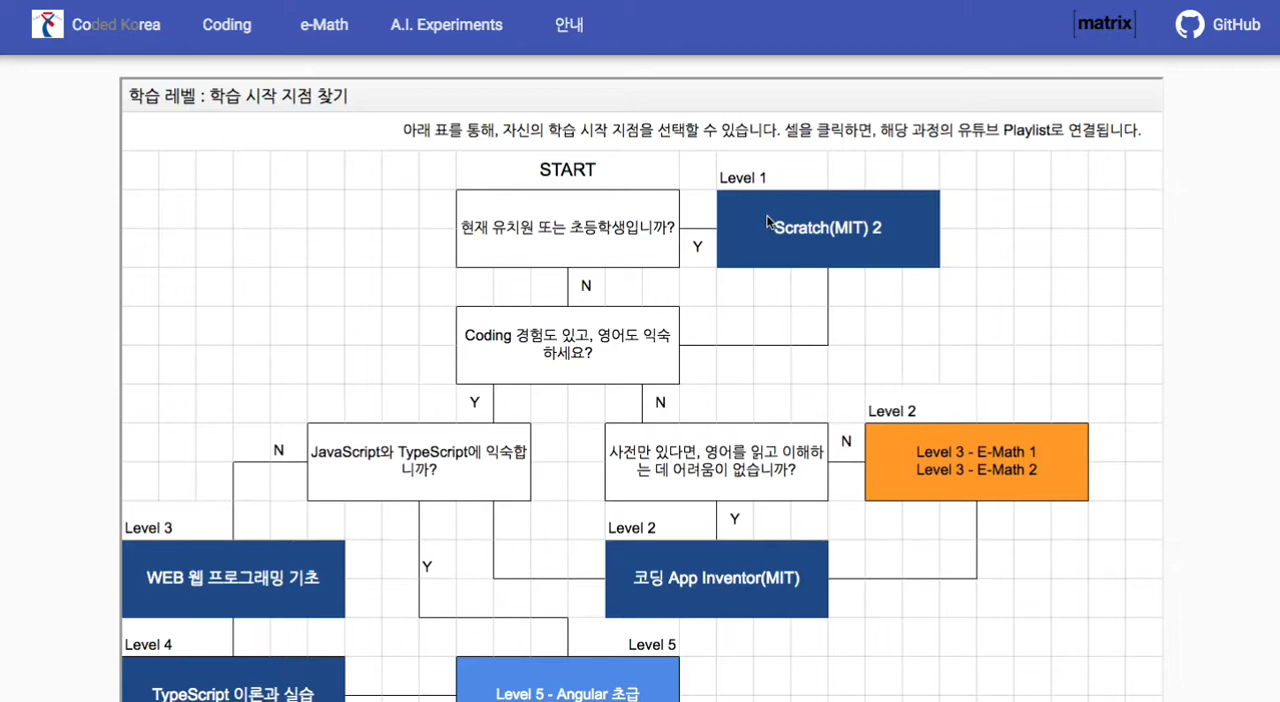 Coded Korea
Coding
e-Math
A.I. Experiments
안내
matrix
GitHub
학습 레벨 : 학습 시작 지점 찾기
아래 표를 통해, 자신의 학습 시작 지점을 선택할 수 있습니다. 셀을 클릭하면, 해당 과정의 유튜브 Playlist로 연결됩니다.
START
Level 1
현재 유치원 또는 초등학생입니까?
Y
Scratch(MIT) 2
N
Coding 경험도 있고, 영어도 익숙
하세요?
Y
N
Level 2
N
JavaScript와 TypeScript에 익숙합
니까?
사전만 있다면, 영어를 읽고 이해하
는 데 어려움이 없습니까?
N
Level 3 - E-Math 1
Level 3 - E-Math 2
Level 3
Y
Level 2
Y
WEB 웹 프로그래밍 기초
코딩 App Inventor(MIT)
Level 4
Level 5
TypeScript 이론과 실습
Level 5 - Angular 초급